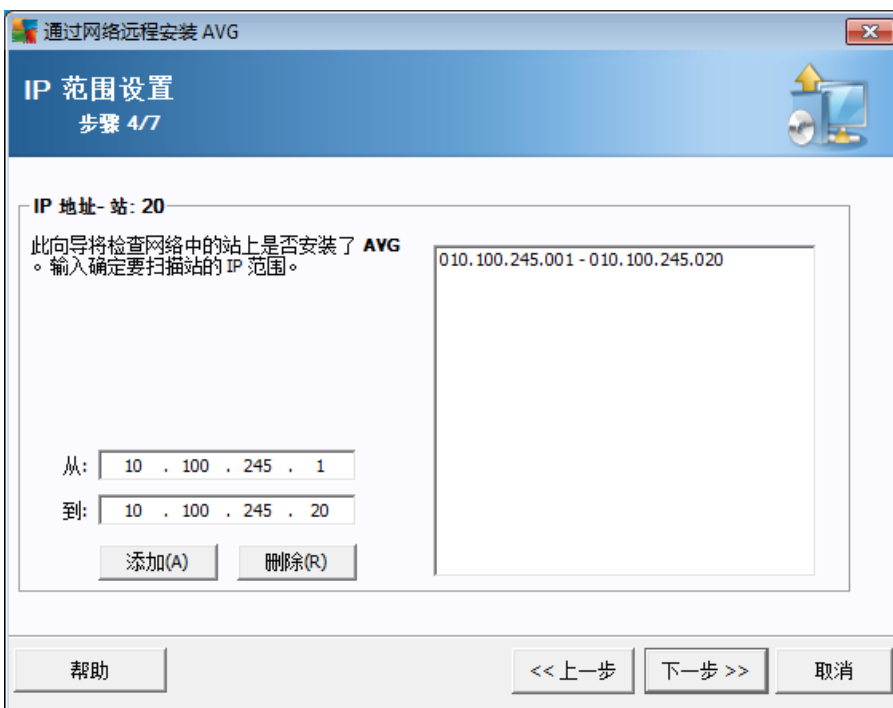 通过网络远程安装 AVG
IP 范围设置
步骤 4/7
IP 地址- 站: 20
此向导将检查网络中的站上是否安装了 AVG
。输入确定要扫描站的 IP 范围。
010.100.245.001 - 010.100.245.020
从: 10 . 100 . 245 . 1
到: 10 . 100 . 245 . 20
添加(A) 删除(R)
帮助 << 上一步 下一步 >> 取消